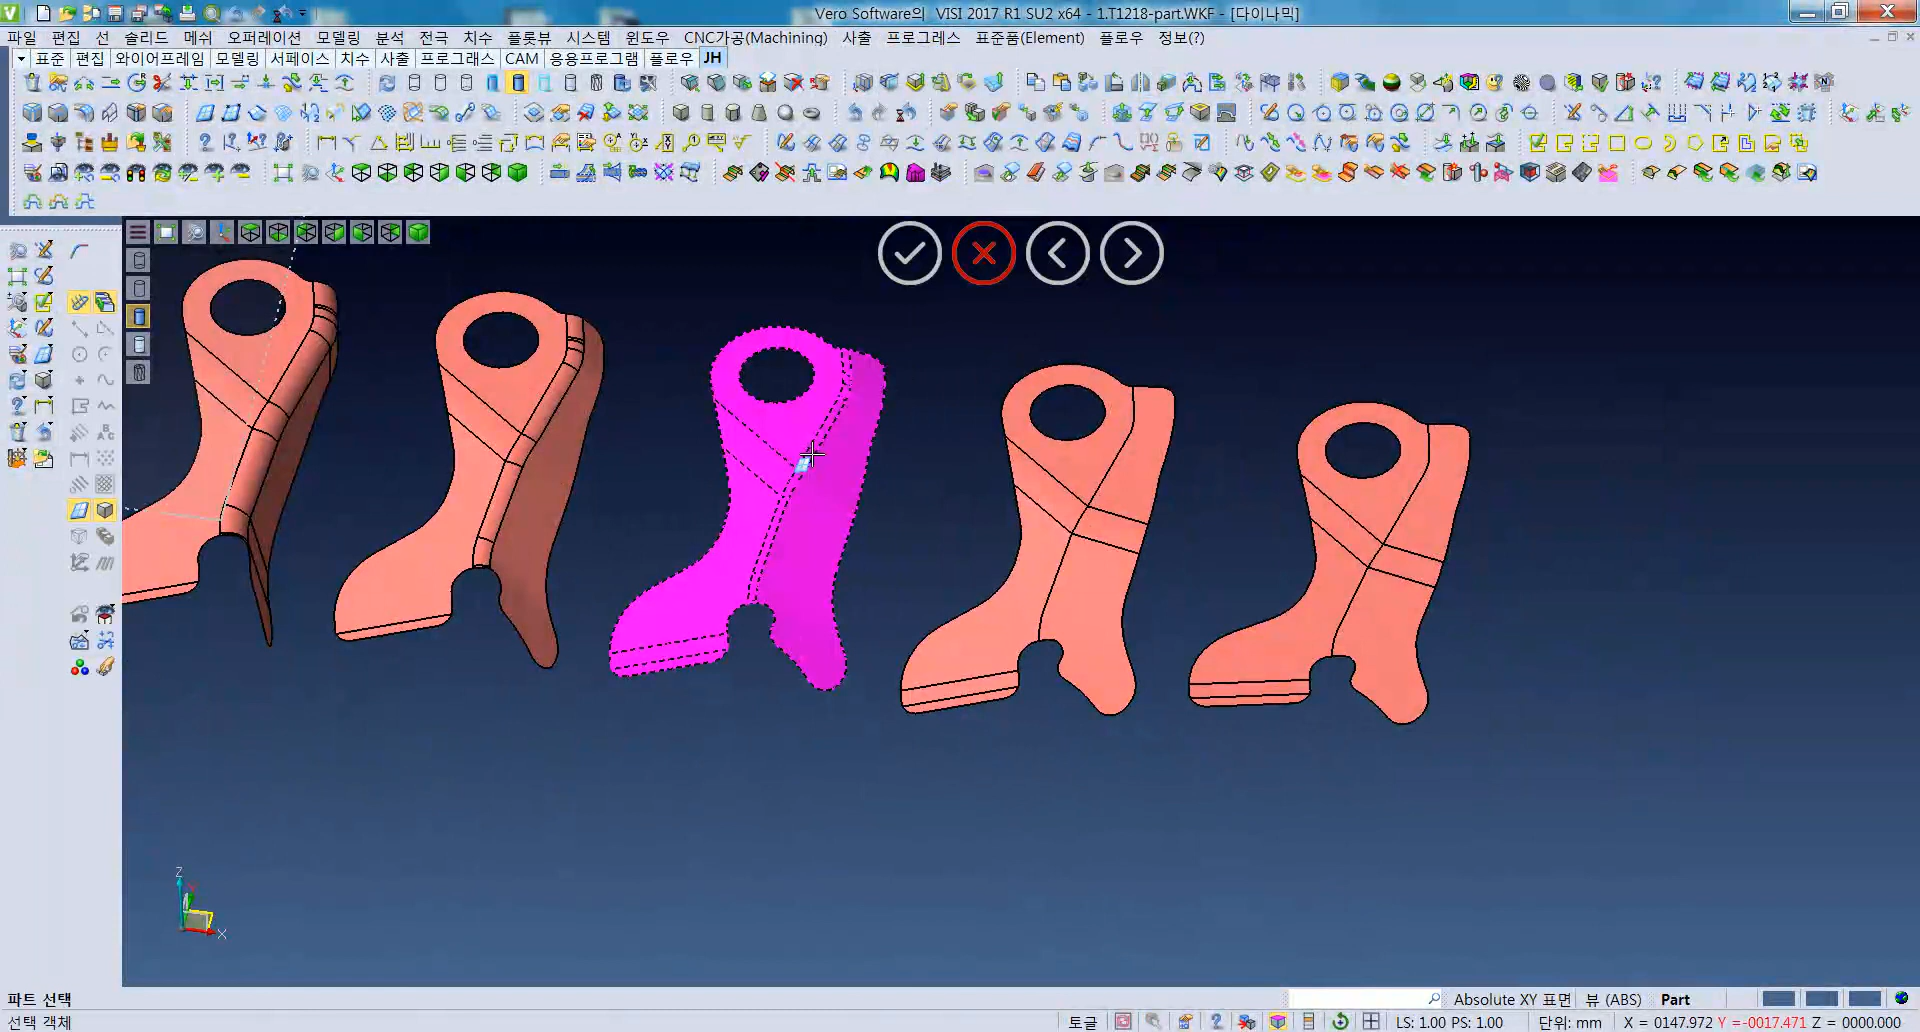 Vero Software의 VISI 2017 R1 SU2 x64 - 1.T1218-part.WKF - [다이나믹]
파일 편집 선 솔리드 메쉬 오퍼레이션 모델링 분석 전극 치수 플롯뷰 시스템 윈도우 CNC가공(Machining) 사출 프로그레스 표준품(Element) 플로우 정보(?)
표준 편집 와이어프레임 모델링 서페이스 치수 사출 프로그래스 CAM 응용프로그램 플로우 JH
Z
X
파트 선택
Absolute XY 표면 뷰 (ABS) Part
선택 객체
토글
LS: 1.00 PS: 1.00 단위: mm X = 0147.972 Y =-0017.471 Z = 0000.000